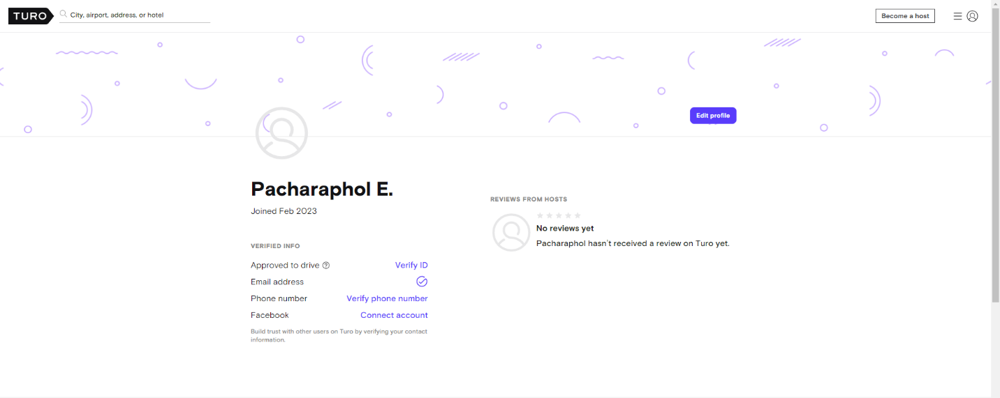 TURO
City, airport, address, or hotel
Become a host
Edit profile
Pacharaphol E.
Joined Feb 2023
VERIFIED INFO
Approved to drive
Verify ID
Email address
Phone number
Verify phone number
Facebook
Connect account
Build trust with other users on Turo by verifying your contact
information.
REVIEWS FROM HOSTS
No reviews yet
Pacharaphol hasn't received a review on Turo yet.